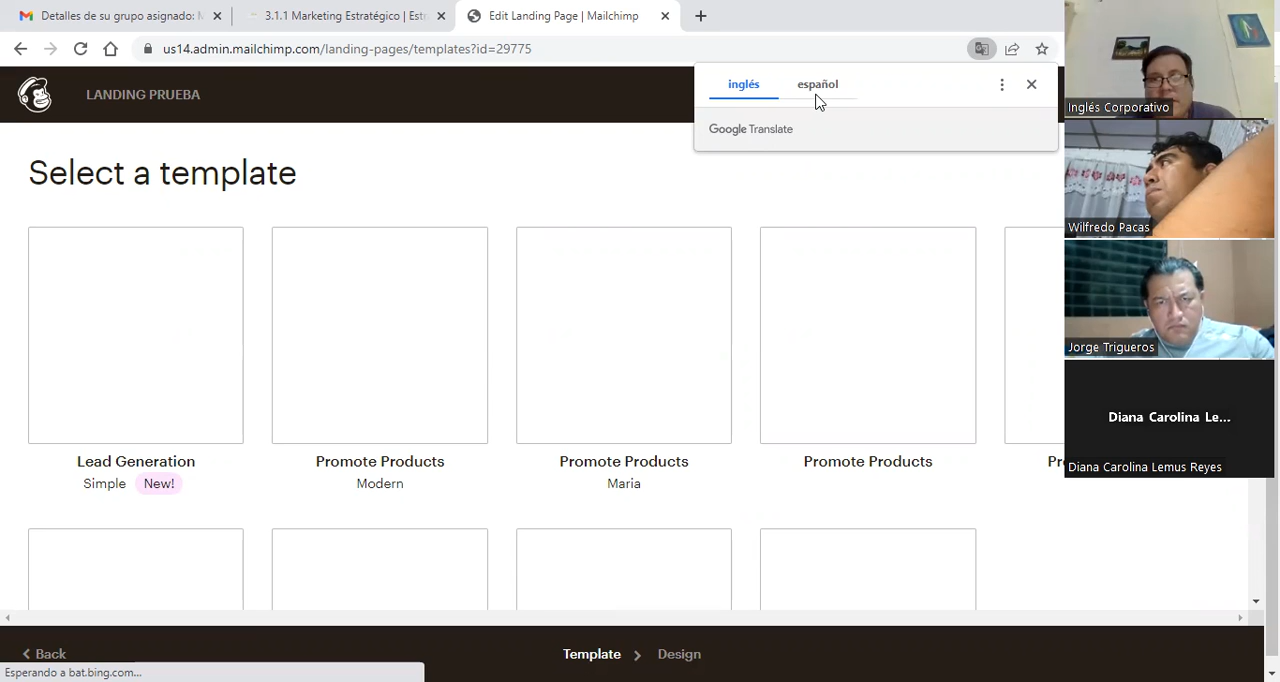 Detalles de su grupo asignado: M
3.1.1 Marketing Estratégico | Estr
Edit Landing Page | Mailchimp
us14.admin.mailchimp.com/landing-pages/templates?id=29775
LANDING PRUEBA
inglés
español
Google Translate
Select a template
Lead Generation
Simple
New!
Promote Products
Modern
Promote Products
Maria
Promote Products
Back
Template
Design
Esperando a bat.bing.com...
Inglés Corporativo
Wilfredo Pacas
Jorge Trigueros
Diana Carolina Le...
Diana Carolina Lemus Reyes